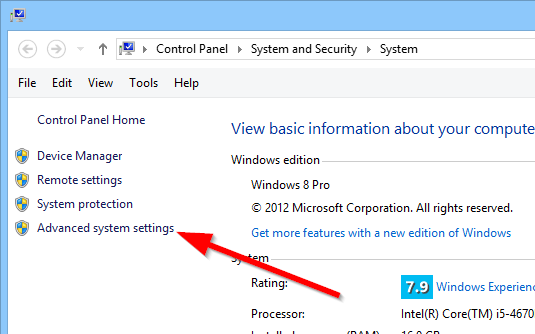 Control Panel ▸ System and Security ▸ System
File Edit View Tools Help
Control Panel Home
Device Manager
Remote settings
System protection
Advanced system settings
View basic information about your compute
Windows edition
Windows 8 Pro
© 2012 Microsoft Corporation. All rights reserved.
Get more features with a new edition of Windows
System
Rating: 7.9 Windows Experienc
Processor: Intel(R) Core(TM) i5-4670